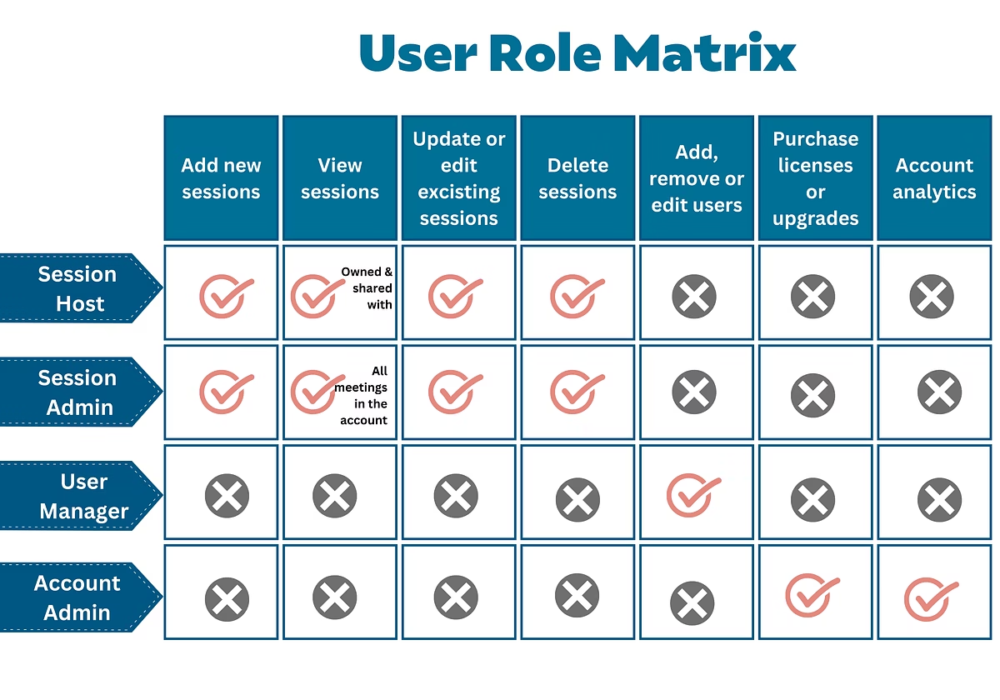 User Role Matrix
Add new
sessions
View
sessions
Update or
edit
excisting
sessions
Delete
sessions
Add,
remove or
edit users
Purchase
licenses
or
upgrades
Account
analytics
Session
Host
Owned &
shared
with
Session
Admin
All
meetings
in the
account
User
Manager
Account
Admin